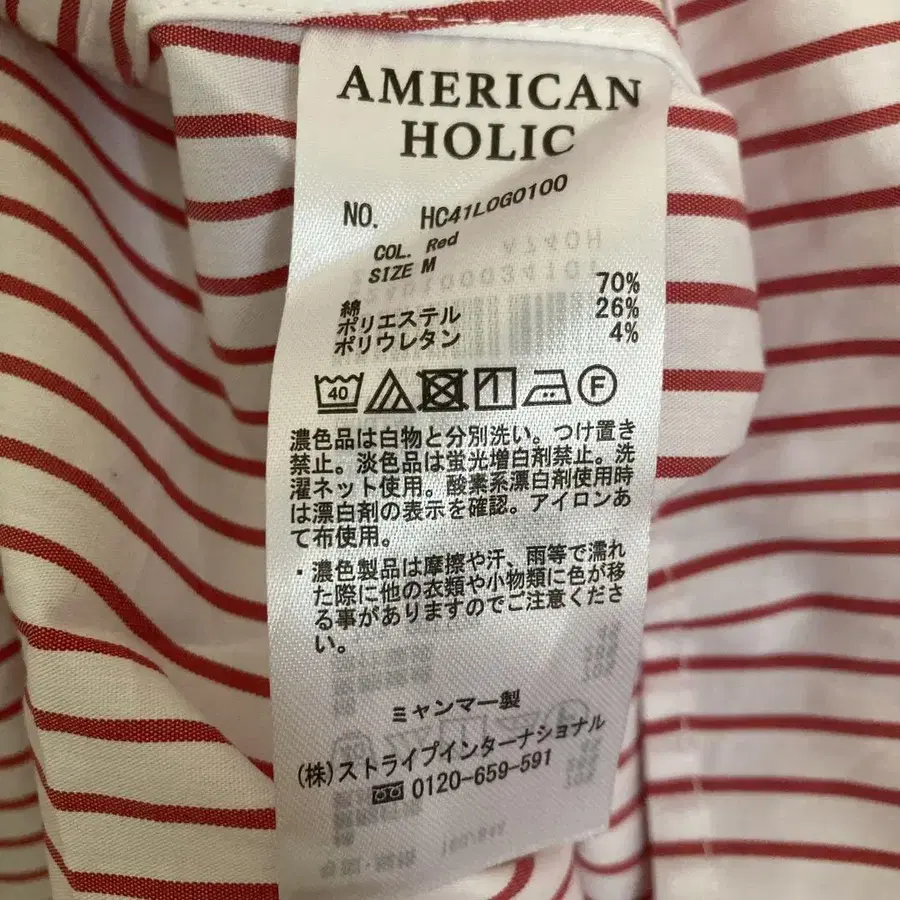 AMERICAN
HOLIC
NO. HC41L0G0100
COL. Red
SIZE M
綿 70%
ポリエステル 26%
ポリウレタン 4%
40 F
濃色品は白物と分別洗い。つけ置き
禁止。淡色品は蛍光増白剤禁止。洗
濯ネット使用。酸素系漂白剤使用時
は漂白剤の表示を確認。アイロンあ
て布使用。
・濃色製品は摩擦や汗、雨等で濡れ
た際に他の衣類や小物類に色が移
る事がありますのでご注意くださ
い。
ミャンマー製
(株)ストライプインターナショナル
0120-659-591